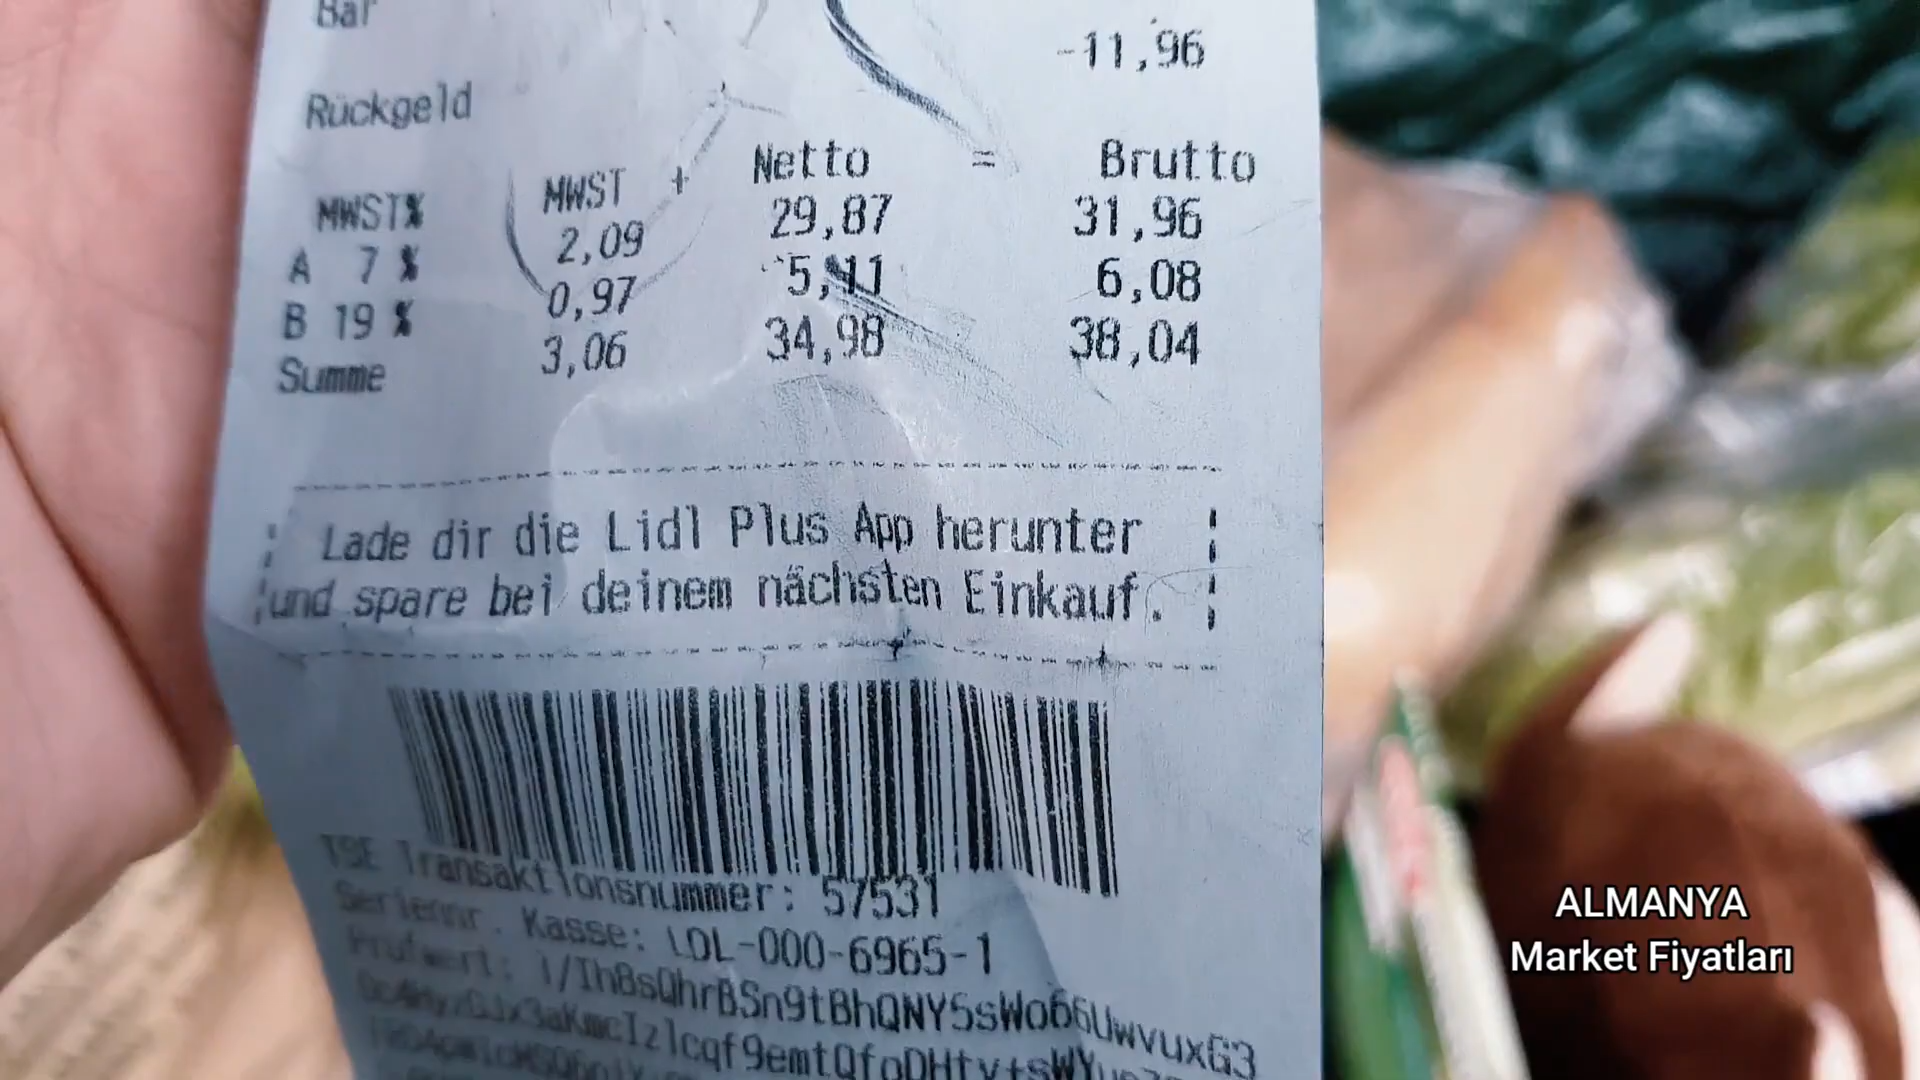 Bar
-11,96
Rückgeld
MWST% MWST + Netto = Brutto
A 7 % 2,09 29,87 31,96
B 19 % 0,97 5,11 6,08
Summe 3,06 34,98 38,04
Lade dir die Lidl Plus App herunter
und spare bei deinem nächsten Einkauf.
TSE Transaktionsnummer: 57531
Seriennr. Kasse: LDL-000-6965-1
Prüfwert:
ALMANYA
Market Fiyatları